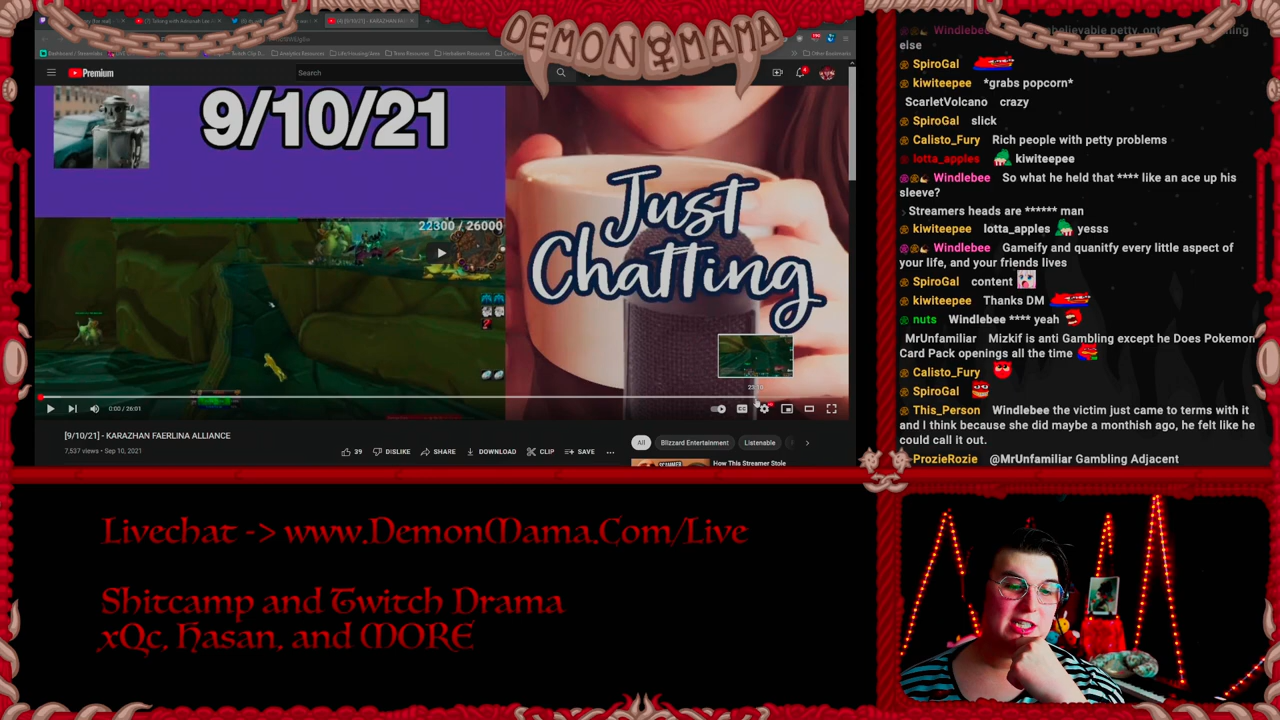 DEMON MAMA
Premium
Search
Other Bookmarks
9/10/21
22300 / 26000
Just
Chatting
23:10
0:00 / 26:01
[9/10/21] - KARAZHAN FAERLINA ALLIANCE
7,537 views • Sep 10, 2021
39
DISLIKE
SHARE
DOWNLOAD
CLIP
SAVE
All
Blizzard Entertainment
Listenable
How This Streamer Stole
else
SpiroGal
kiwiteepee *grabs popcorn*
ScarletVolcano crazy
SpiroGal slick
Calisto_Fury Rich people with petty problems
lotta_apples kiwiteepee
Windlebee So what he held that **** like an ace up his
sleeve?
Streamers heads are ****** man
kiwiteepee lotta_apples yesss
Windlebee Gameify and quanitfy every little aspect of
your life, and your friends lives
SpiroGal content
kiwiteepee Thanks DM
nuts Windlebee **** yeah
MrUnfamiliar Mizkif is anti Gambling except he Does Pokemon
Card Pack openings all the time
Calisto_Fury
SpiroGal
This_Person Windlebee the victim just came to terms with it
and I think because she did maybe a monthish ago, he felt like he
could call it out.
ProzieRozie @MrUnfamiliar Gambling Adjacent
Livechat -> www.DemonMama.Com/Live
Shitcamp and Twitch Drama
xQc, Hasan, and MORE